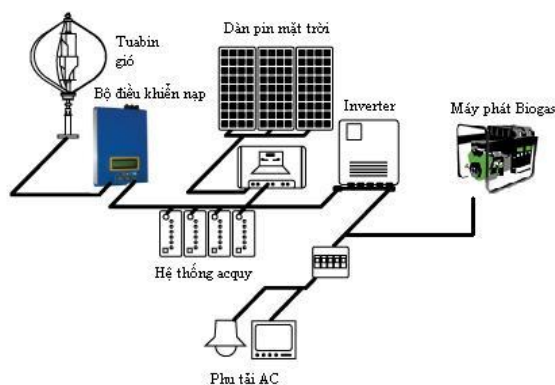 Tuabin
gió
Dàn pin mặt trời
Bộ điều khiển nạp
Inverter
Máy phát Biogas
Hệ thống acquy
Phu tải AC